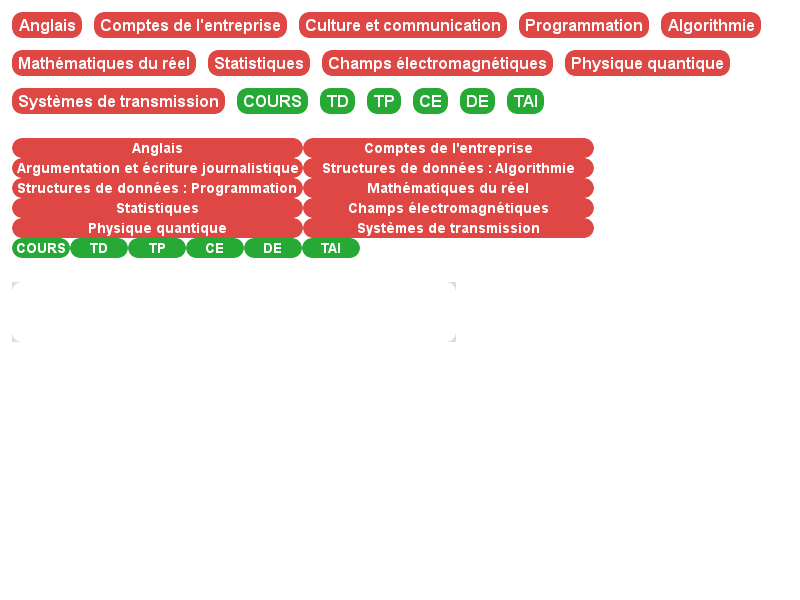 Anglais Comptes de l'entreprise Culture et communication Programmation Algorithmie
Mathématiques du réel Statistiques Champs électromagnétiques Physique quantique
Systèmes de transmission COURS TD TP CE DE TAI
Anglais Comptes de l'entreprise
Argumentation et écriture journalistique Structures de données : Algorithmie
Structures de données : Programmation Mathématiques du réel
Statistiques Champs électromagnétiques
Physique quantique Systèmes de transmission
COURS TD TP CE DE TAI